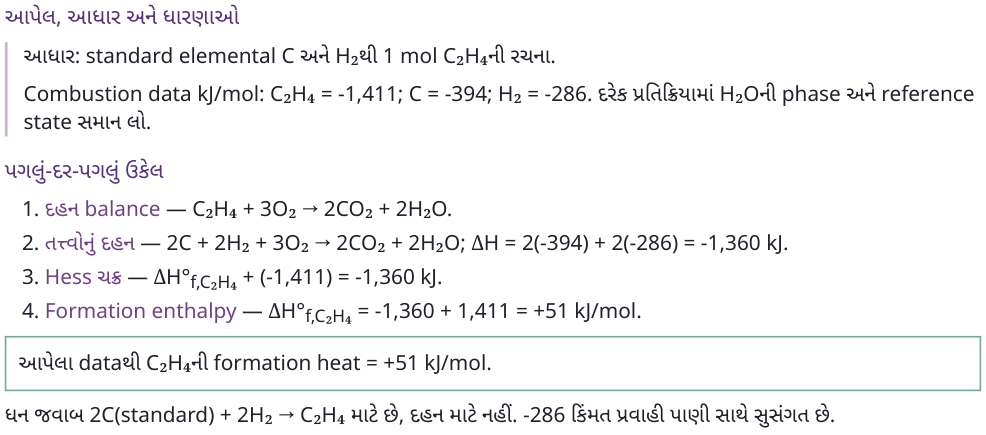 આપેલ, આધાર અને ધારણાઓ
આધાર: standard elemental C અને H₂થી 1 mol C₂H₄ની રચના.
Combustion data kJ/mol: C₂H₄ = -1,411; C = -394; H₂ = -286. દરેક પ્રતિક્રિયામાં H₂Oની phase અને reference
state સમાન લો.
પગલું-દર-પગલું ઉકેલ
1. દહન balance — C₂H₄ + 3O₂ → 2CO₂ + 2H₂O.
2. તત્ત્વોનું દહન — 2C + 2H₂ + 3O₂ → 2CO₂ + 2H₂O; ΔH = 2(-394) + 2(-286) = -1,360 kJ.
3. Hess ચક્ર — ΔH°f,C₂H₄ + (-1,411) = -1,360 kJ.
4. Formation enthalpy — ΔH°f,C₂H₄ = -1,360 + 1,411 = +51 kJ/mol.
આપેલા dataથી C₂H₄ની formation heat = +51 kJ/mol.
ધન જવાબ 2C(standard) + 2H₂ → C₂H₄ માટે છે, દહન માટે નહીં. -286 કિંમત પ્રવાહી પાણી સાથે સુસંગત છે.